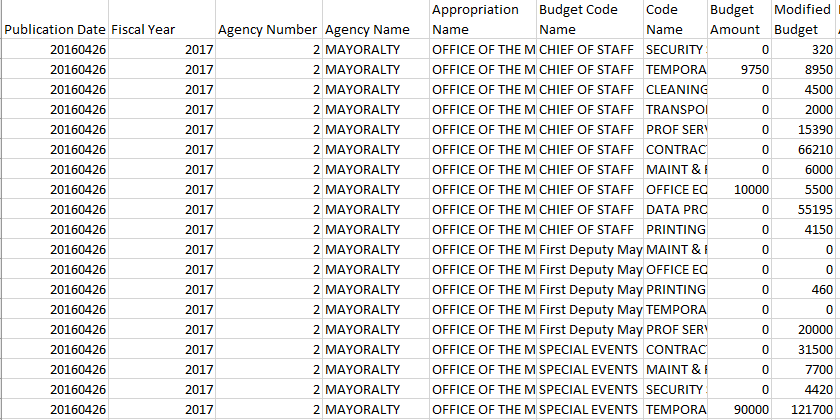 Publication Date Fiscal Year Agency Number Agency Name Appropriation Name Budget Code Name Code Name Budget Amount Modified Budget
20160426 2017 2 MAYORALTY OFFICE OF THE M CHIEF OF STAFF SECURITY 0 320
20160426 2017 2 MAYORALTY OFFICE OF THE M CHIEF OF STAFF TEMPORA 9750 8950
20160426 2017 2 MAYORALTY OFFICE OF THE M CHIEF OF STAFF CLEANING 0 4500
20160426 2017 2 MAYORALTY OFFICE OF THE M CHIEF OF STAFF TRANSPO 0 2000
20160426 2017 2 MAYORALTY OFFICE OF THE M CHIEF OF STAFF PROF SERV 0 15390
20160426 2017 2 MAYORALTY OFFICE OF THE M CHIEF OF STAFF CONTRAC 0 66210
20160426 2017 2 MAYORALTY OFFICE OF THE M CHIEF OF STAFF MAINT & 0 6000
20160426 2017 2 MAYORALTY OFFICE OF THE M CHIEF OF STAFF OFFICE EQ 10000 5500
20160426 2017 2 MAYORALTY OFFICE OF THE M CHIEF OF STAFF DATA PRO 0 55195
20160426 2017 2 MAYORALTY OFFICE OF THE M CHIEF OF STAFF PRINTING 0 4150
20160426 2017 2 MAYORALTY OFFICE OF THE M First Deputy May MAINT & 0 0
20160426 2017 2 MAYORALTY OFFICE OF THE M First Deputy May OFFICE EQ 0 0
20160426 2017 2 MAYORALTY OFFICE OF THE M First Deputy May PRINTING 0 460
20160426 2017 2 MAYORALTY OFFICE OF THE M First Deputy May TEMPORA 0 0
20160426 2017 2 MAYORALTY OFFICE OF THE M First Deputy May PROF SERV 0 20000
20160426 2017 2 MAYORALTY OFFICE OF THE M SPECIAL EVENTS CONTRAC 0 31500
20160426 2017 2 MAYORALTY OFFICE OF THE M SPECIAL EVENTS MAINT & 0 7700
20160426 2017 2 MAYORALTY OFFICE OF THE M SPECIAL EVENTS SECURITY 0 4420
20160426 2017 2 MAYORALTY OFFICE OF THE M SPECIAL EVENTS TEMPORA 90000 121700